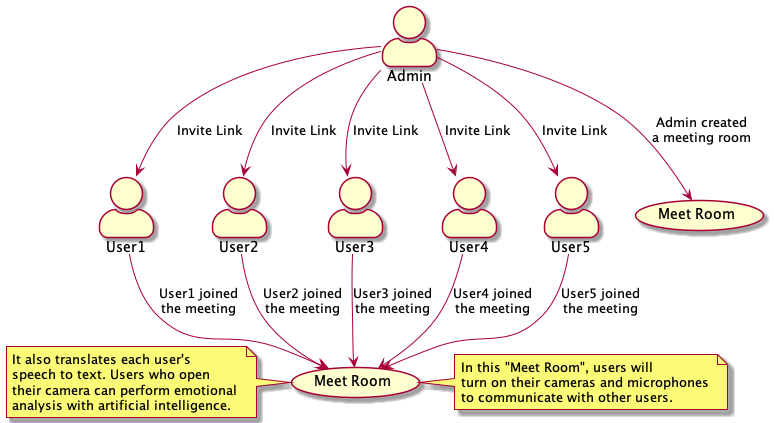 Admin
Invite Link
Invite Link
Invite Link
Invite Link
Invite Link
Admin created
a meeting room
User1
User2
User3
User4
User5
Meet Room
User1 joined
the meeting
User2 joined
the meeting
User3 joined
the meeting
User4 joined
the meeting
User5 joined
the meeting
It also translates each user's
speech to text. Users who open
their camera can perform emotional
analysis with artificial intelligence.
Meet Room
In this "Meet Room", users will
turn on their cameras and microphones
to communicate with other users.